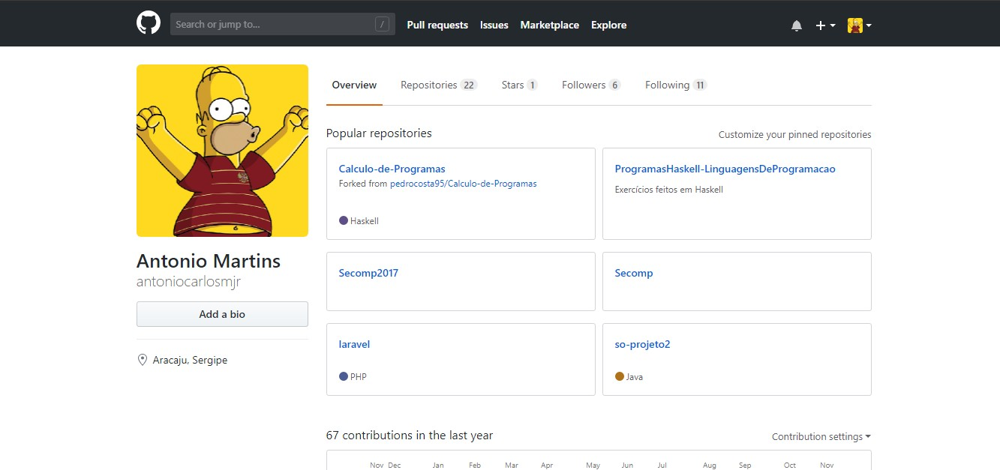 Search or jump to... / Pull requests Issues Marketplace Explore
Overview Repositories 22 Stars 1 Followers 6 Following 11
Popular repositories Customize your pinned repositories
Calculo-de-Programas
Forked from pedrocosta95/Calculo-de-Programas
Haskell
ProgramasHaskell-LinguagensDeProgramacao
Exercícios feitos em Haskell
Secomp2017
Secomp
laravel
PHP
so-projeto2
Java
Antonio Martins
antoniocarlosmjr
Add a bio
Aracaju, Sergipe
67 contributions in the last year Contribution settings
Nov Dec Jan Feb Mar Apr May Jun Jul Aug Sep Oct Nov